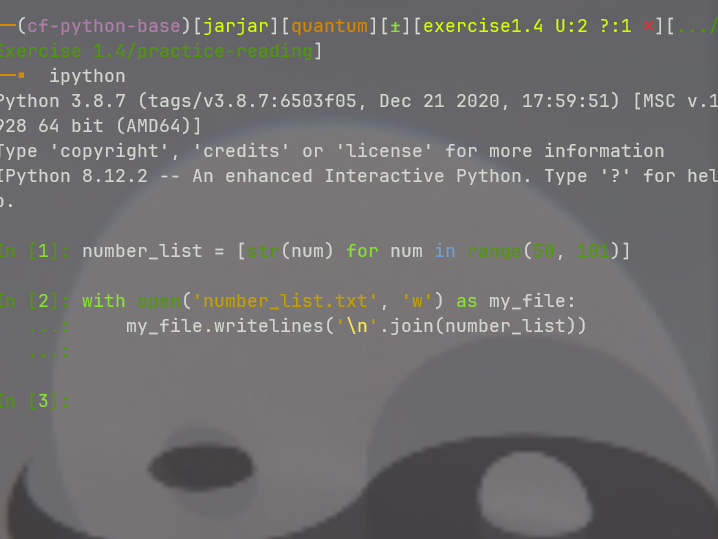 —(cf-python-base)[jarjar][quantum][±][exercise1.4 U:2 ?:1 ×][.../
Exercise 1.4/practice-reading]
—▪ ipython
Python 3.8.7 (tags/v3.8.7:6503f05, Dec 21 2020, 17:59:51) [MSC v.1
928 64 bit (AMD64)]
Type 'copyright', 'credits' or 'license' for more information
IPython 8.12.2 -- An enhanced Interactive Python. Type '?' for hel
p.
In [1]: number_list = [str(num) for num in range(50, 101)]
In [2]: with open('number_list.txt', 'w') as my_file:
...: my_file.writelines('\n'.join(number_list))
...:
In [3]: